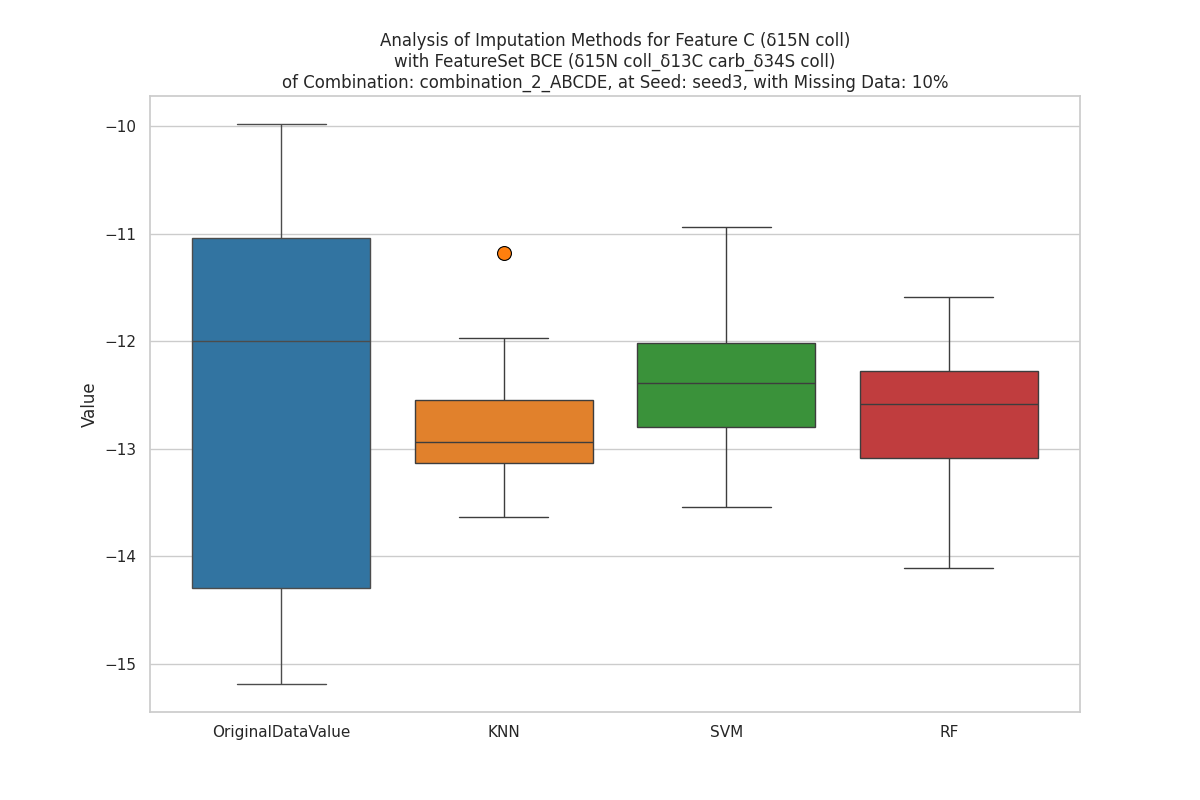 Analysis of Imputation Methods for Feature C (δ15N coll)
with FeatureSet BCE (δ15N coll_δ13C carb_δ34S coll)
of Combination: combination_2_ABCDE, at Seed: seed3, with Missing Data: 10%
Value
−10
−11
−12
−13
−14
−15
OriginalDataValue
KNN
SVM
RF